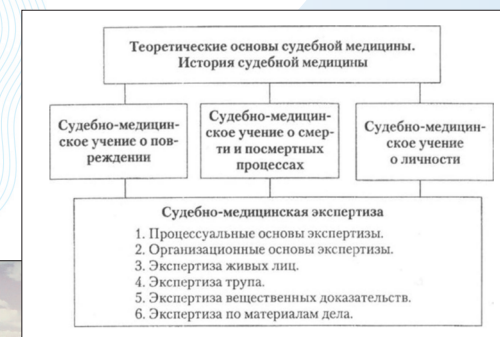 Теоретические основы судебной медицины.
История судебной медицины
Судебно-медицин-
ское учение о пов-
реждении
Судебно-медицин-
ское учение о смер-
ти и посмертных
процессах
Судебно-медицин-
ское учение
о личности
Судебно-медицинская экспертиза
1. Процессуальные основы экспертизы.
2. Организационные основы экспертизы.
3. Экспертиза живых лиц.
4. Экспертиза трупа.
5. Экспертиза вещественных доказательств.
6. Экспертиза по материалам дела.